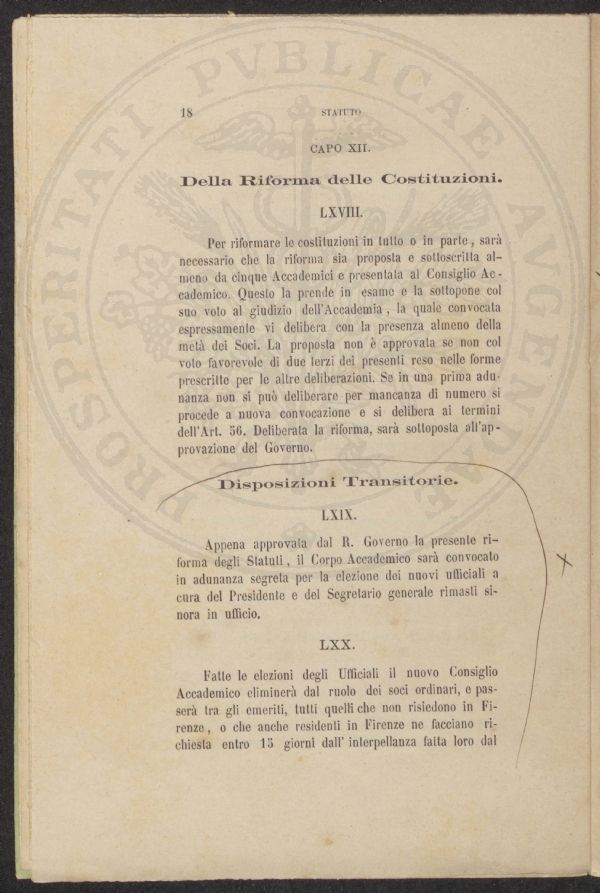 PROSPERITATI PVBLICAE AVGENDAE
18
STATUTO
CAPO XII.
Della Riforma delle Costituzioni.
LXVIII.
Per riformare le costituzioni in tutto o in parte, sarà
necessario che la riforma sia proposta e sottoscritta al-
meno da cinque Accademici e presentata al Consiglio Ac-
cademico. Questo la prende in esame e la sottopone col
suo voto al giudizio dell'Accademia, la quale convocata
espressamente vi delibera con la presenza almeno della
metà dei Soci. La proposta non è approvata se non col
voto favorevole di due terzi dei presenti reso nelle forme
prescritte per le altre deliberazioni. Se in una prima adu-
nanza non si può deliberare per mancanza di numero si
procede a nuova convocazione e si delibera ai termini
dell'Art. 56. Deliberata la riforma, sarà sottoposta all'ap-
provazione del Governo.
Disposizioni Transitorie.
LXIX.
Appena approvata dal R. Governo la presente ri-
forma degli Statuti, il Corpo Accademico sarà convocato
in adunanza segreta per la elezione dei nuovi ufficiali a
cura del Presidente e del Segretario generale rimasti si-
nora in ufficio.
LXX.
Fatte le elezioni degli Ufficiali il nuovo Consiglio
Accademico eliminerà dal ruolo dei soci ordinari, e pas-
serà tra gli emeriti, tutti quelli che non risiedono in Fi-
renze, o che anche residenti in Firenze ne facciano ri-
chiesta entro 15 giorni dall'interpellanza fatta loro dal